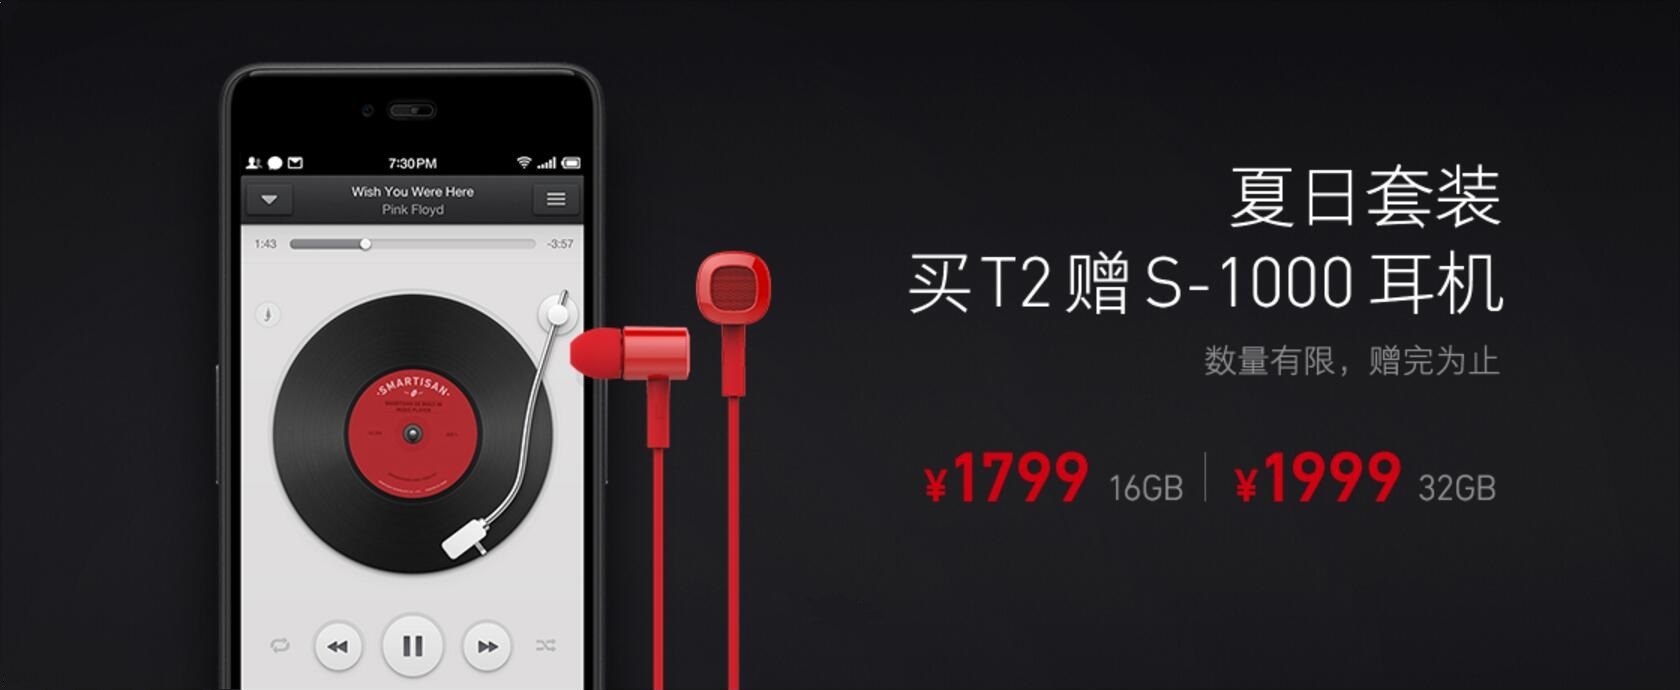 7:30PM
Wish You Were Here
Pink Floyd
1:43
-3:57
·SMARTISAN·
夏日套装
买T2赠S-1000耳机
数量有限，赠完为止
¥1799 16GB ¥1999 32GB